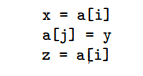 x = a[i]
a[j] = y
z = a[i]